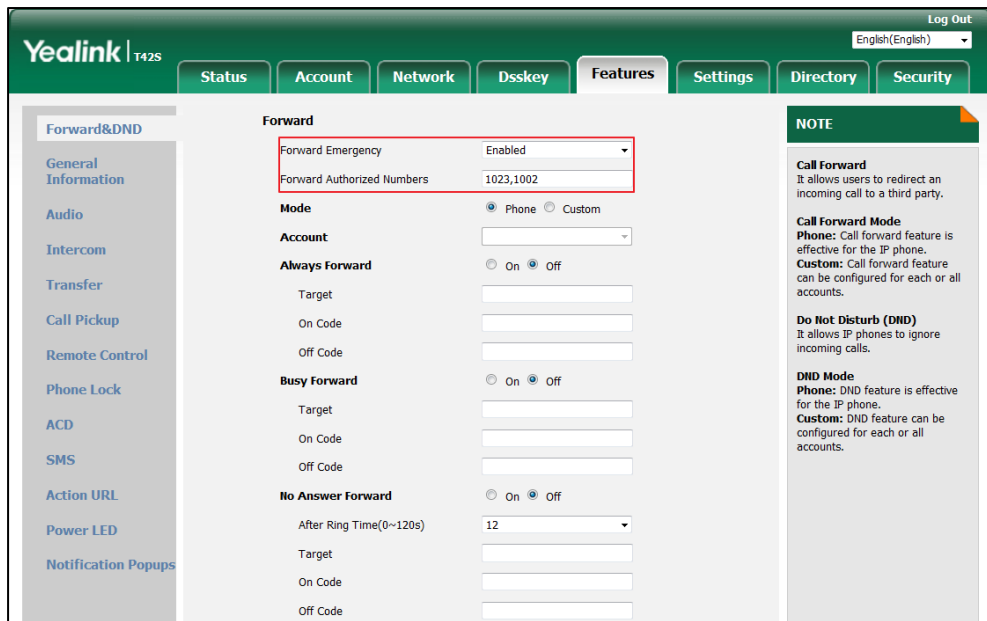 Log Out
English(English)
Yealink | T42S
Status Account Network Dsskey Features Settings Directory Security
Forward&DND
General
Information
Audio
Intercom
Transfer
Call Pickup
Remote Control
Phone Lock
ACD
SMS
Action URL
Power LED
Notification Popups
Forward
Forward Emergency Enabled
Forward Authorized Numbers 1023,1002
Mode Phone Custom
Account
Always Forward On Off
Target
On Code
Off Code
Busy Forward On Off
Target
On Code
Off Code
No Answer Forward On Off
After Ring Time(0~120s) 12
Target
On Code
Off Code
NOTE
Call Forward
It allows users to redirect an
incoming call to a third party.
Call Forward Mode
Phone: Call forward feature is
effective for the IP phone.
Custom: Call forward feature
can be configured for each or all
accounts.
Do Not Disturb (DND)
It allows IP phones to ignore
incoming calls.
DND Mode
Phone: DND feature is effective
for the IP phone.
Custom: DND feature can be
configured for each or all
accounts.